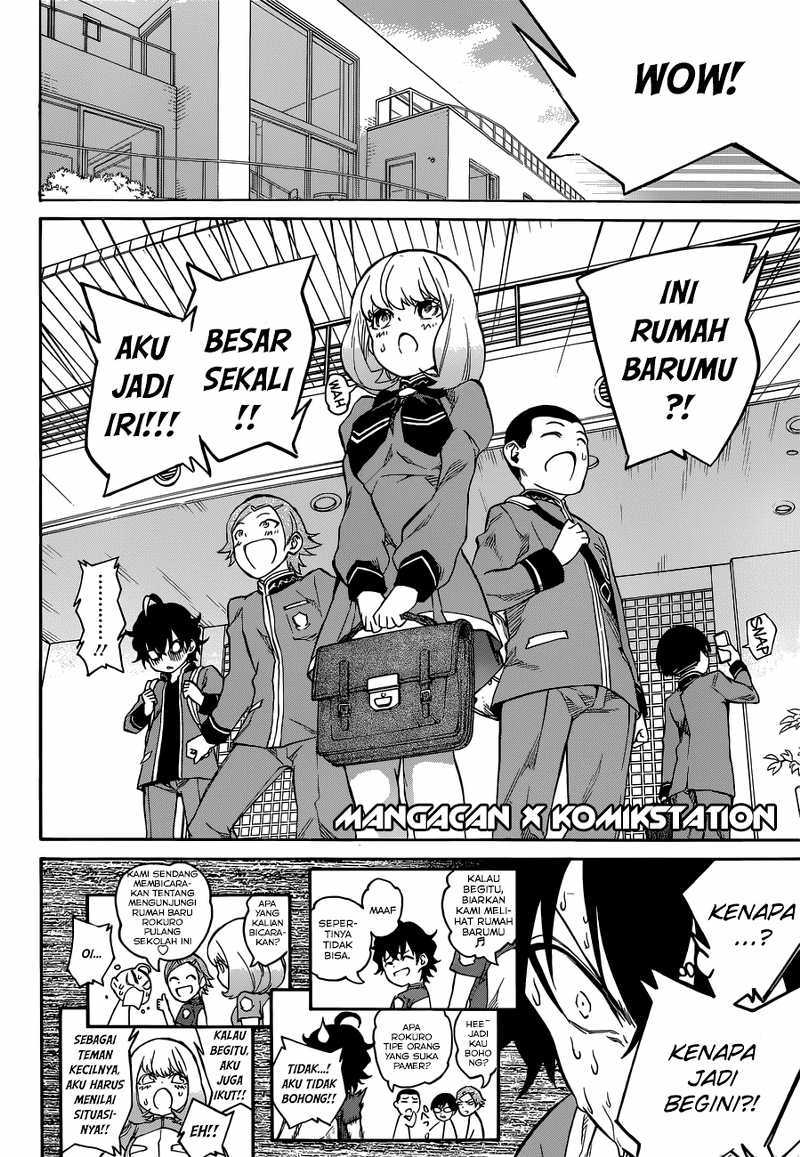 WOW!
INI
RUMAH
BARUMU
?!
BESAR
SEKALI
!!
AKU
JADI
IRI!!!
WAH
.......
!!
SNAP
MANGACAN X KOMIKSTATION
KENAPA
...?
KENAPA
JADI
BEGINI?!
KALAU
BEGITU,
BIARKAN
KAMI MELI-
HAT RUMAH
BARUMU
♫
MAAF
SEPER-
TINYA
TIDAK
BISA.
HEE
JADI
KAU
BOHO
NG?
APA
ROKURO
TIPE ORANG
YANG SUKA
PAMER?
TIDAK...!
AKU TIDAK
BOHONG!!
APA
YANG
KALIAN
BICARA-
KAN?
KAMI SENDANG
MEMBICARA-
KAN TENTANG
MENGUNJUNGI
RUMAH BARU
ROKURO
PULANG
SEKOLAH INI
♡
OI...
KALAU
BEGITU,
AKU
JUGA
IKUT!!
SEBAGAI
TEMAN
KECILNYA,
AKU HARUS
MENILAI
SITUASI-
NYA!!
EH!!